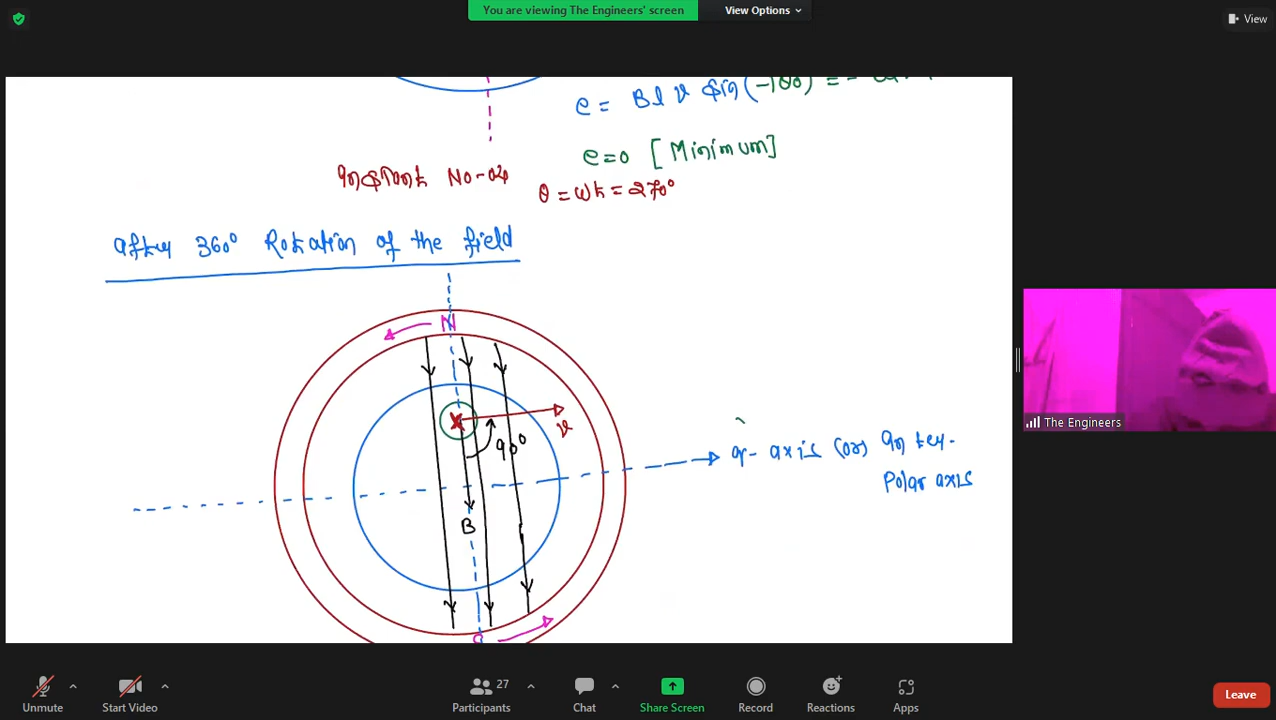 You are viewing The Engineers' screen
View Options
View
e = Bl v sin(-180) =
e=0 [Minimum]
Instant No-04
θ = ωt = 270°
after 360° Rotation of the field
N
90°
v
B
q- axis (or) Inter-
Polar axis
S
The Engineers
Unmute
Start Video
27
Participants
Chat
Share Screen
Record
Reactions
Apps
Leave